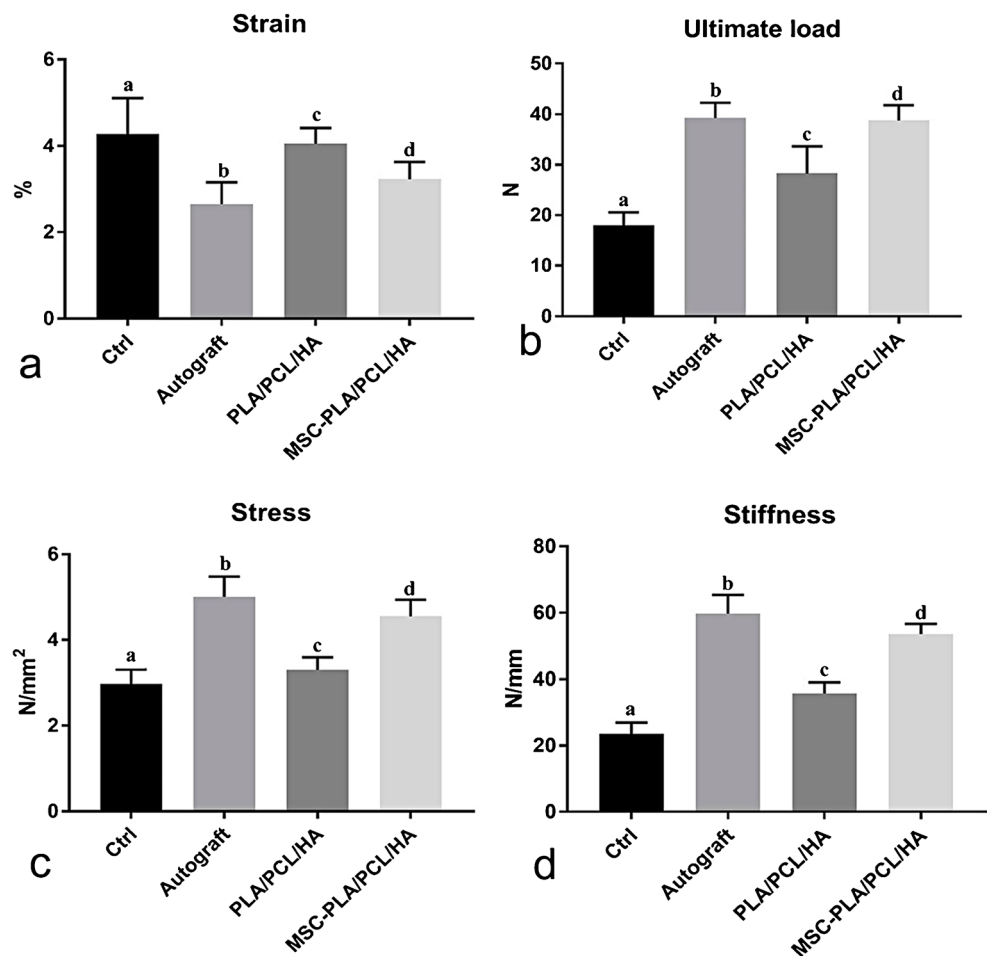 Strain
6
4
2
0
%
a
b
c
d
Ctrl
Autograft
PLA/PCL/HA
MSC-PLA/PCL/HA
a
Ultimate load
50
40
30
20
10
0
N
a
b
c
d
Ctrl
Autograft
PLA/PCL/HA
MSC-PLA/PCL/HA
b
Stress
6
4
2
0
N/mm²
a
b
c
d
Ctrl
Autograft
PLA/PCL/HA
MSC-PLA/PCL/HA
c
Stiffness
80
60
40
20
0
N/mm
a
b
c
d
Ctrl
Autograft
PLA/PCL/HA
MSC-PLA/PCL/HA
d